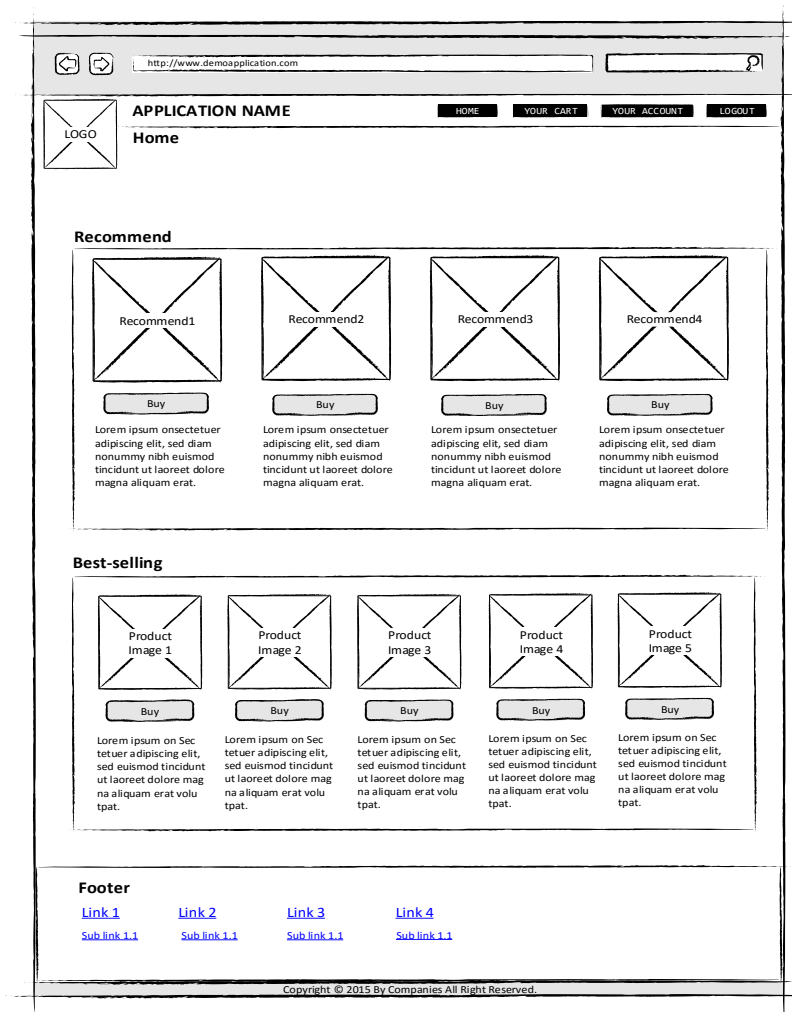 http://www.demoapplication.com
LOGO
APPLICATION NAME
HOME
YOUR CART
YOUR ACCOUNT
LOGOUT
Home
Recommend
Recommend1
Recommend2
Recommend3
Recommend4
Buy
Buy
Buy
Buy
Lorem ipsum onsectetuer
adipiscing elit, sed diam
nonummy nibh euismod
tincidunt ut laoreet dolore
magna aliquam erat.
Lorem ipsum onsectetuer
adipiscing elit, sed diam
nonummy nibh euismod
tincidunt ut laoreet dolore
magna aliquam erat.
Lorem ipsum onsectetuer
adipiscing elit, sed diam
nonummy nibh euismod
tincidunt ut laoreet dolore
magna aliquam erat.
Lorem ipsum onsectetuer
adipiscing elit, sed diam
nonummy nibh euismod
tincidunt ut laoreet dolore
magna aliquam erat.
Best-selling
Product
Image 1
Product
Image 2
Product
Image 3
Product
Image 4
Product
Image 5
Buy
Buy
Buy
Buy
Buy
Lorem ipsum on Sec
tetuer adipiscing elit,
sed euismod tincidunt
ut laoreet dolore mag
na aliquam erat volu
tpat.
Lorem ipsum on Sec
tetuer adipiscing elit,
sed euismod tincidunt
ut laoreet dolore mag
na aliquam erat volu
tpat.
Lorem ipsum on Sec
tetuer adipiscing elit,
sed euismod tincidunt
ut laoreet dolore mag
na aliquam erat volu
tpat.
Lorem ipsum on Sec
tetuer adipiscing elit,
sed euismod tincidunt
ut laoreet dolore mag
na aliquam erat volu
tpat.
Lorem ipsum on Sec
tetuer adipiscing elit,
sed euismod tincidunt
ut laoreet dolore mag
na aliquam erat volu
tpat.
Footer
Link 1
Link 2
Link 3
Link 4
Sub link 1.1
Sub link 1.1
Sub link 1.1
Sub link 1.1
Copyright © 2015 By Companies All Right Reserved.